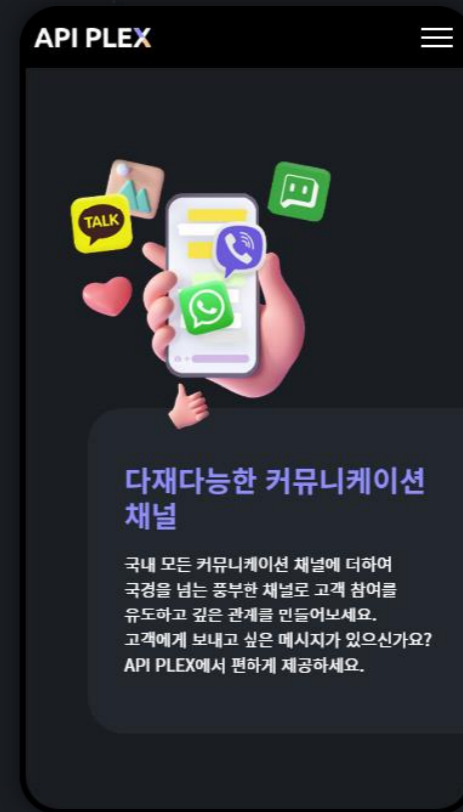 API PLEX
TALK
다재다능한 커뮤니케이션
채널
국내 모든 커뮤니케이션 채널에 더하여
국경을 넘는 풍부한 채널로 고객 참여를
유도하고 깊은 관계를 만들어보세요.
고객에게 보내고 싶은 메시지가 있으신가요?
API PLEX에서 편하게 제공하세요.